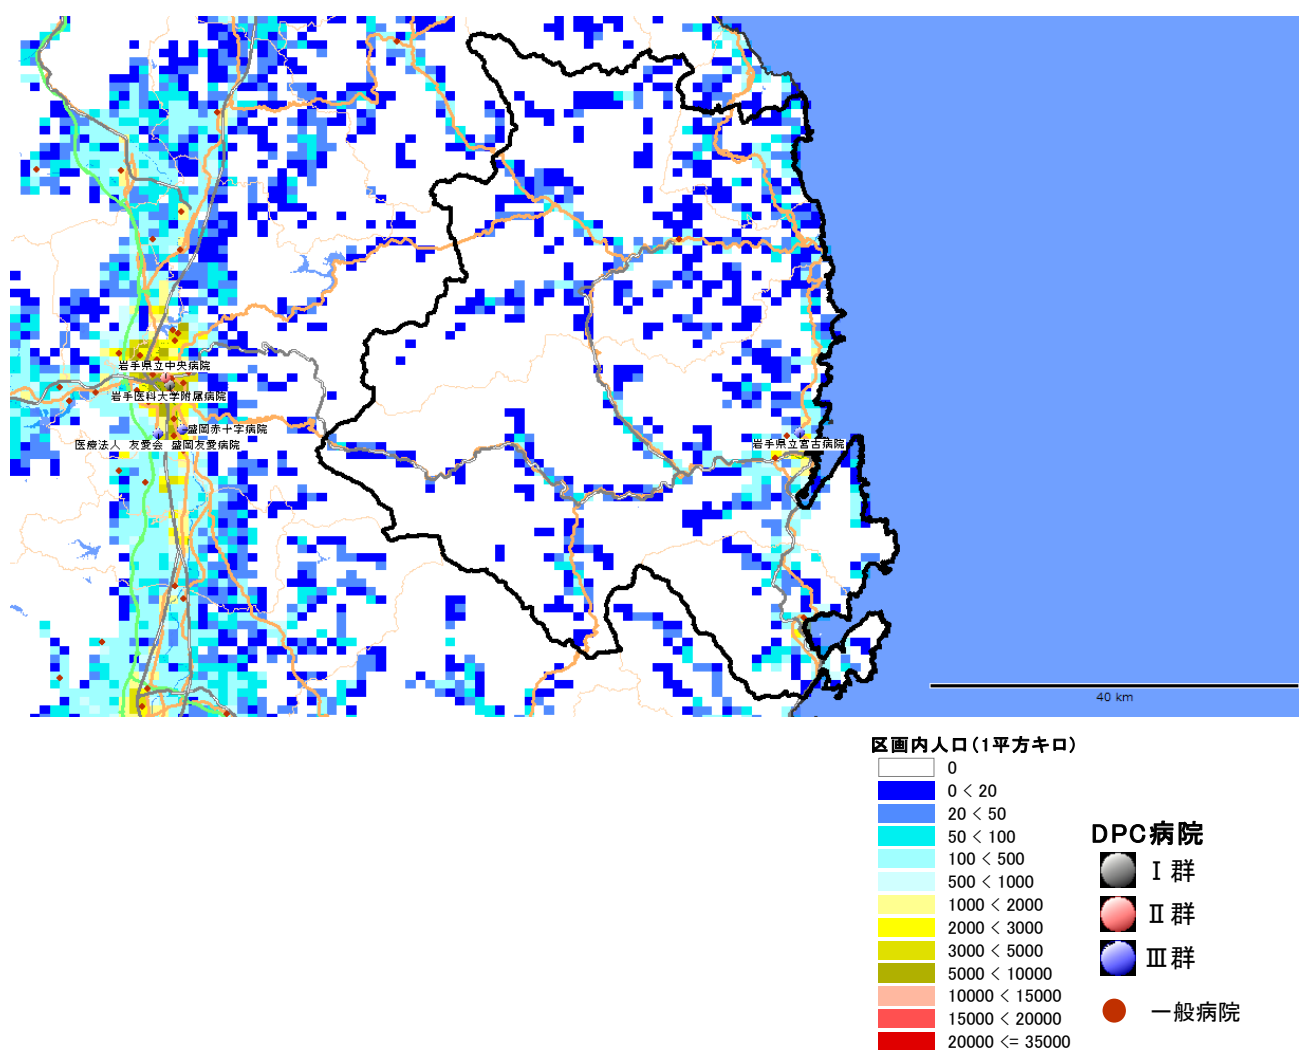 岩手県立中央病院
岩手医科大学附属病院
盛岡赤十字病院
医療法人　友愛会　盛岡友愛病院
岩手県立宮古病院
40 km
区画内人口（1平方キロ）
0
0 < 20
20 < 50
50 < 100
100 < 500
500 < 1000
1000 < 2000
2000 < 3000
3000 < 5000
5000 < 10000
10000 < 15000
15000 < 20000
20000 <= 35000
DPC病院
Ⅰ群
Ⅱ群
Ⅲ群
一般病院